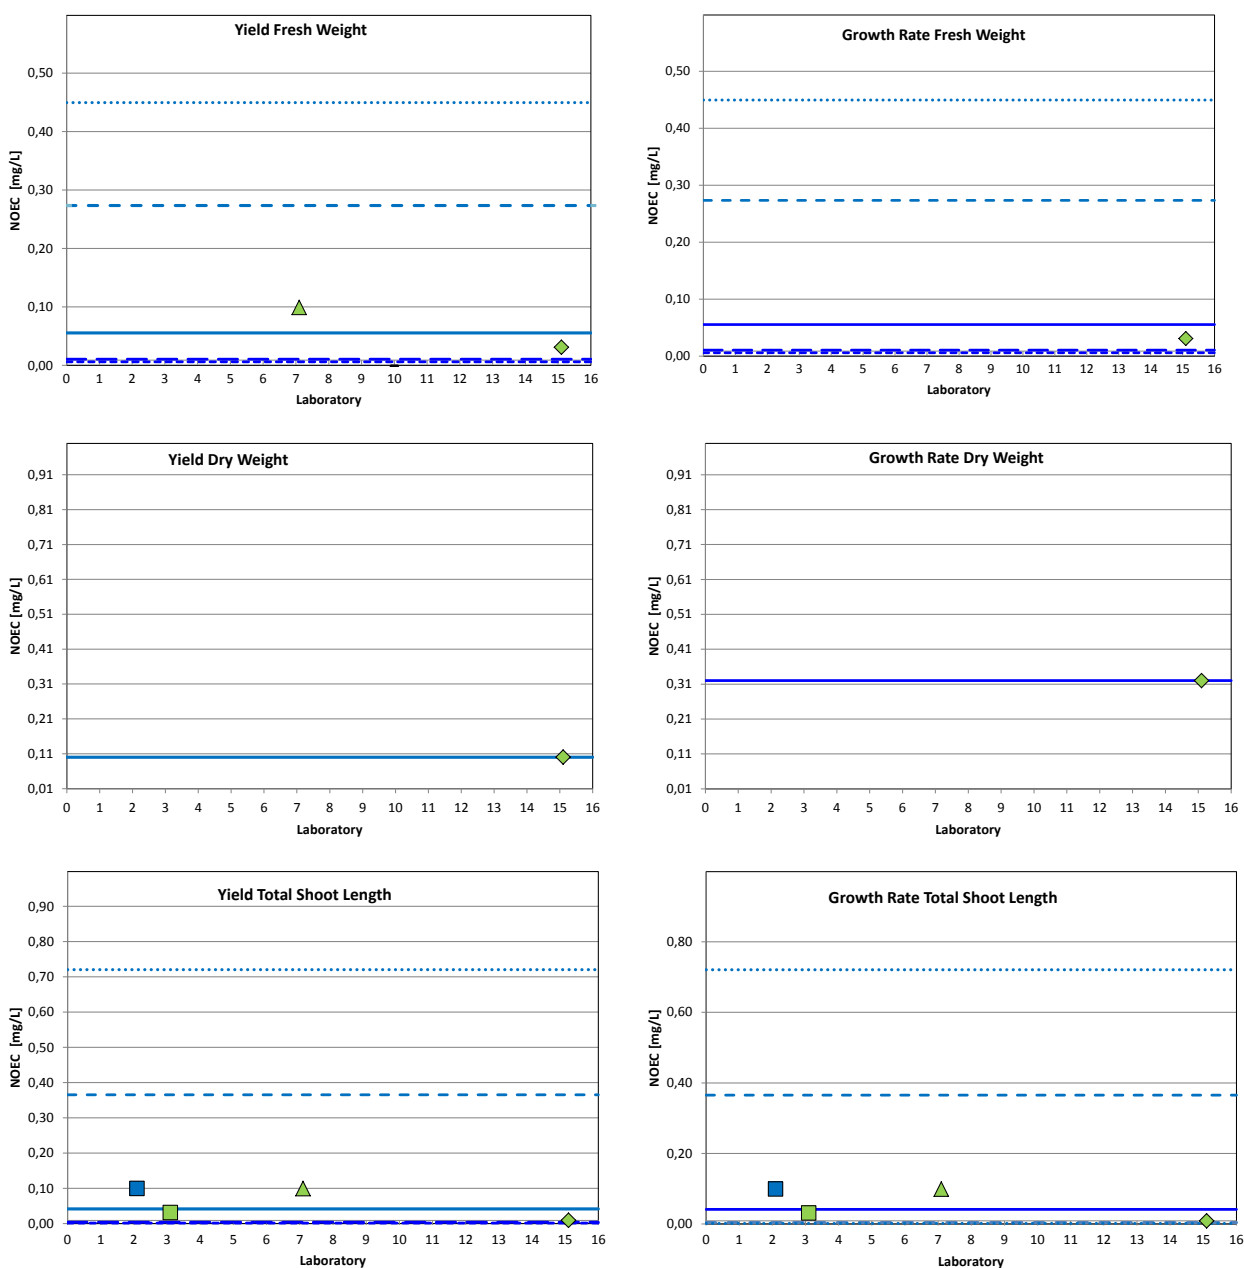 Yield Fresh Weight
NOEC [mg/L]
0,50
0,40
0,30
0,20
0,10
0,00
0 1 2 3 4 5 6 7 8 9 10 11 12 13 14 15 16
Laboratory
Growth Rate Fresh Weight
NOEC [mg/L]
0,50
0,40
0,30
0,20
0,10
0,00
0 1 2 3 4 5 6 7 8 9 10 11 12 13 14 15 16
Laboratory
Yield Dry Weight
NOEC [mg/L]
0,91
0,81
0,71
0,61
0,51
0,41
0,31
0,21
0,11
0,01
0 1 2 3 4 5 6 7 8 9 10 11 12 13 14 15 16
Laboratory
Growth Rate Dry Weight
NOEC [mg/L]
0,91
0,81
0,71
0,61
0,51
0,41
0,31
0,21
0,11
0,01
0 1 2 3 4 5 6 7 8 9 10 11 12 13 14 15 16
Laboratory
Yield Total Shoot Length
NOEC [mg/L]
0,90
0,80
0,70
0,60
0,50
0,40
0,30
0,20
0,10
0,00
0 1 2 3 4 5 6 7 8 9 10 11 12 13 14 15 16
Laboratory
Growth Rate Total Shoot Length
NOEC [mg/L]
0,80
0,60
0,40
0,20
0,00
0 1 2 3 4 5 6 7 8 9 10 11 12 13 14 15 16
Laboratory